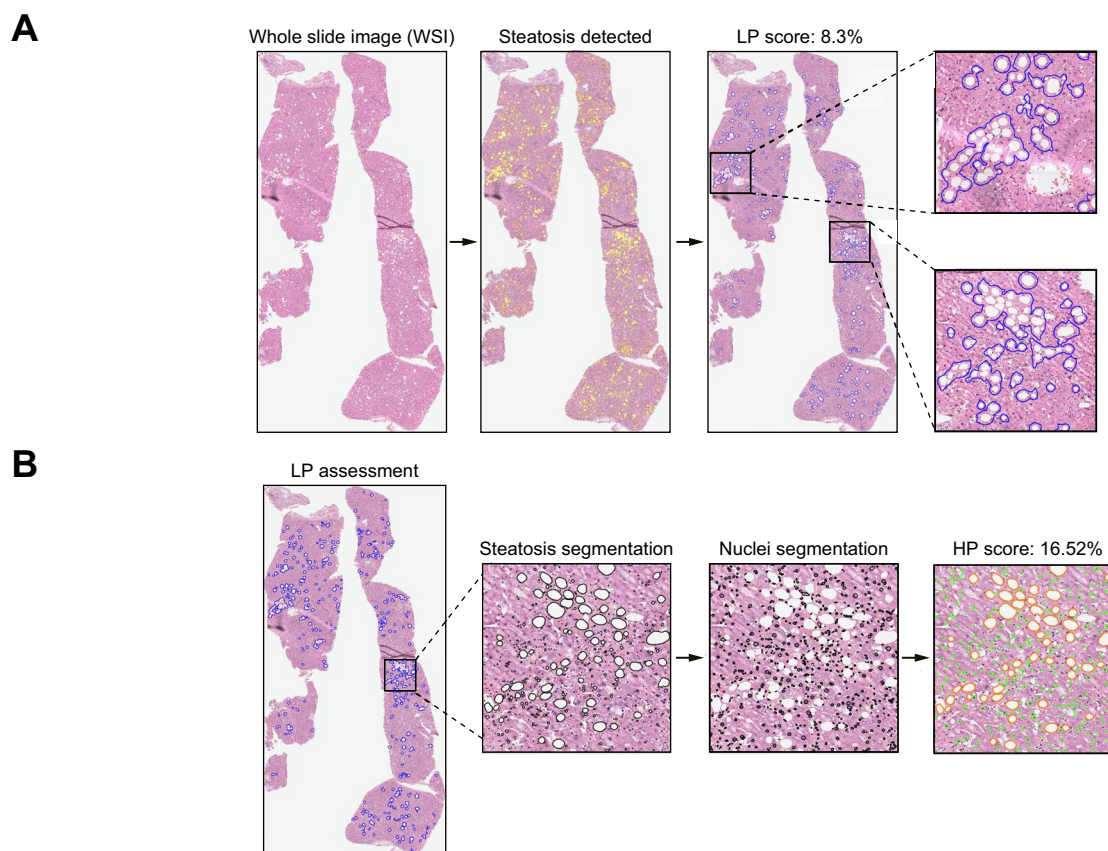 A
Whole slide image (WSI)
Steatosis detected
LP score: 8.3%
B
LP assessment
Steatosis segmentation
Nuclei segmentation
HP score: 16.52%